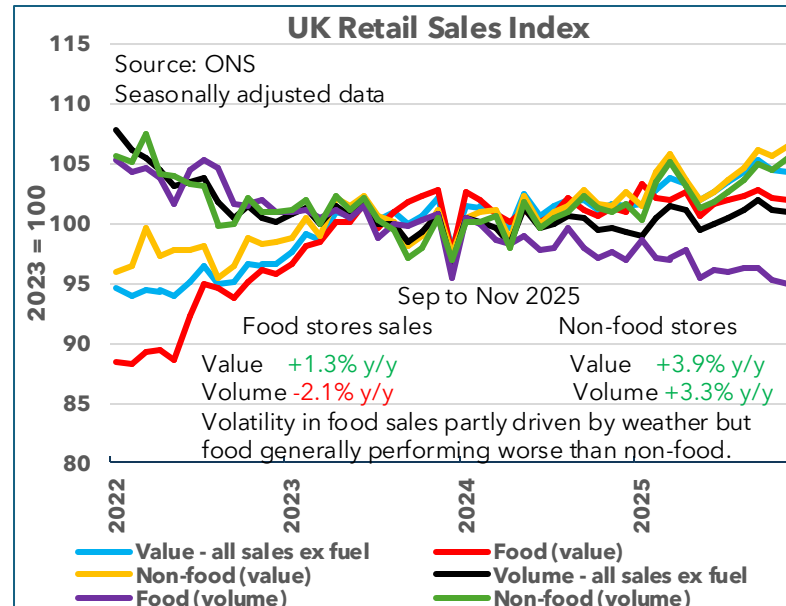 UK Retail Sales Index
115
Source: ONS
Seasonally adjusted data
110
105
100
95
90
85
80
2023 = 100
Sep to Nov 2025
Food stores sales
Non-food stores
Value +1.3% y/y
Value +3.9% y/y
Volume -2.1% y/y
Volume +3.3% y/y
Volatility in food sales partly driven by weather but
food generally performing worse than non-food.
2022
2023
2024
2025
Value - all sales ex fuel
Food (value)
Non-food (value)
Volume - all sales ex fuel
Food (volume)
Non-food (volume)